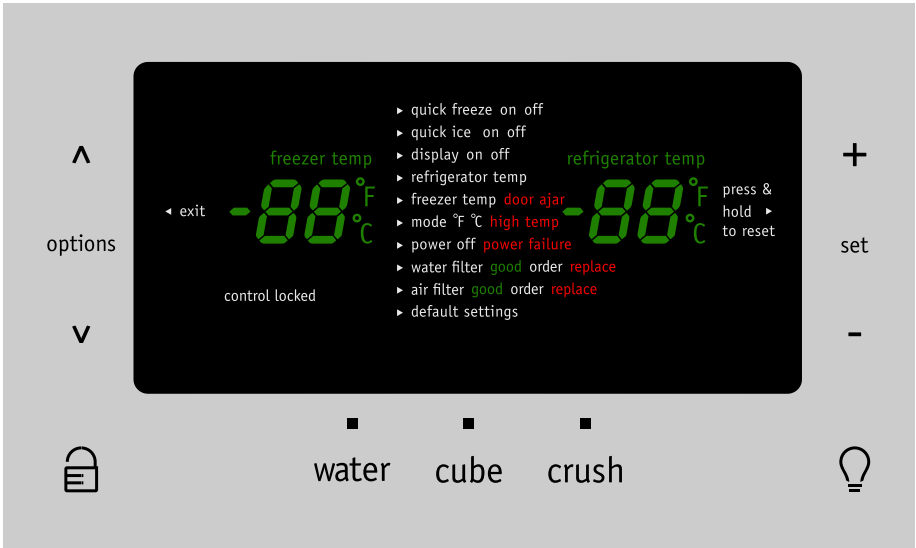 quick freeze on off
quick ice on off
display on off
refrigerator temp
freezer temp door ajar
mode °F °C high temp
power off power failure
water filter good order replace
air filter good order replace
default settings
freezer temp
-88°F
°C
refrigerator temp
-88°F
°C
exit
press &
hold
to reset
control locked
options
set
+
-
water
cube
crush